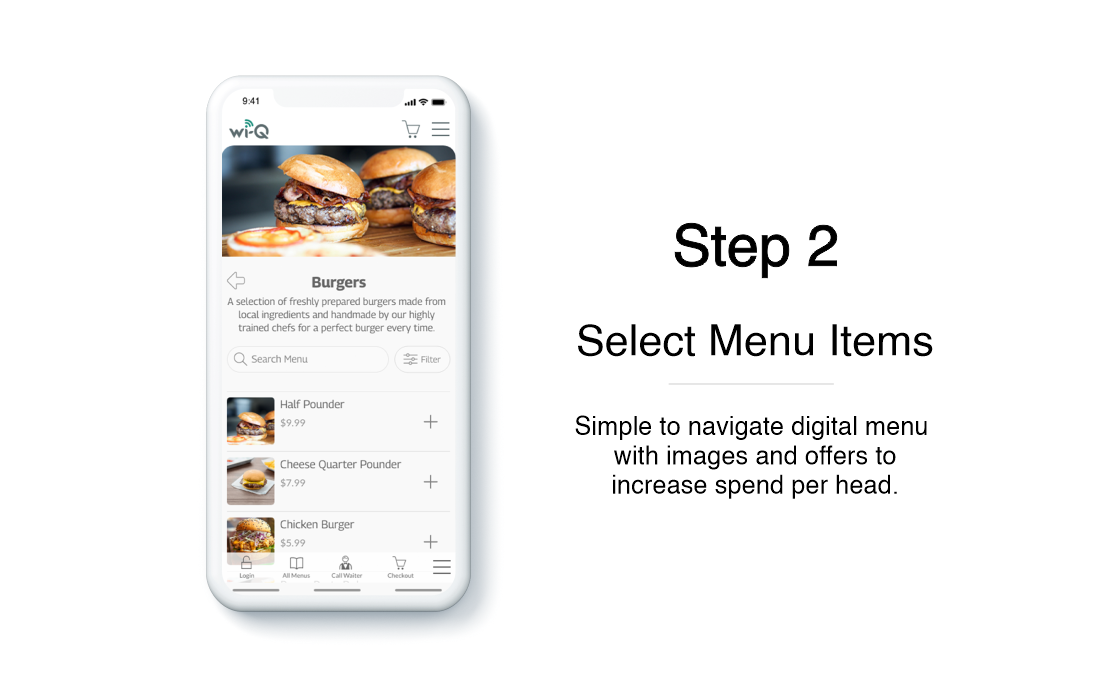 9:41
wi-Q
Burgers
A selection of freshly prepared burgers made from
local ingredients and handmade by our highly
trained chefs for a perfect burger every time.
Search Menu
Filter
Half Pounder
$9.99
Cheese Quarter Pounder
$7.99
Chicken Burger
$5.99
Login
All Menus
Call Waiter
Checkout
Step 2
Select Menu Items
Simple to navigate digital menu
with images and offers to
increase spend per head.